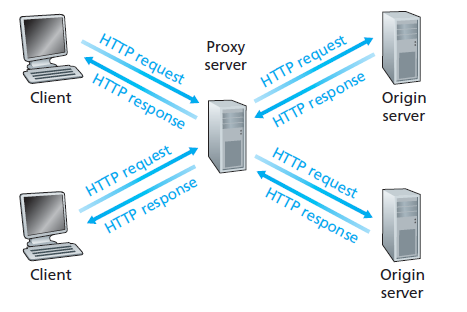 HTTP request
HTTP response
Client
Proxy
server
HTTP request
HTTP response
Origin
server
HTTP request
HTTP response
Client
HTTP request
HTTP response
Origin
server